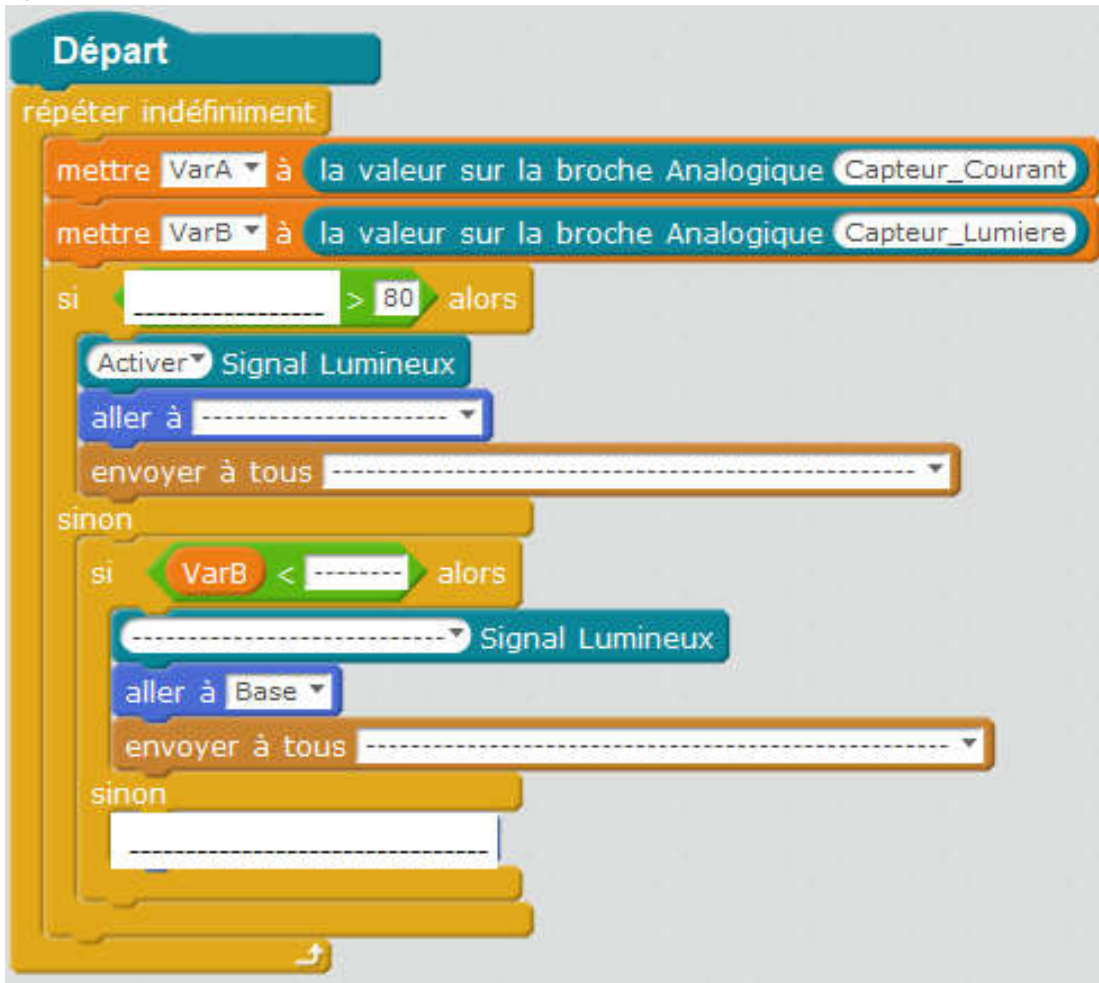 Départ
répéter indéfiniment
mettre VarA à la valeur sur la broche Analogique Capteur_Courant
mettre VarB à la valeur sur la broche Analogique Capteur_Lumiere
si _________________ > 80 alors
Activer Signal Lumineux
aller à ----------------------
envoyer à tous --------------------------------------------------
sinon
si VarB < -------- alors
---------------------------- Signal Lumineux
aller à Base
envoyer à tous --------------------------------------------------
sinon
________________________________